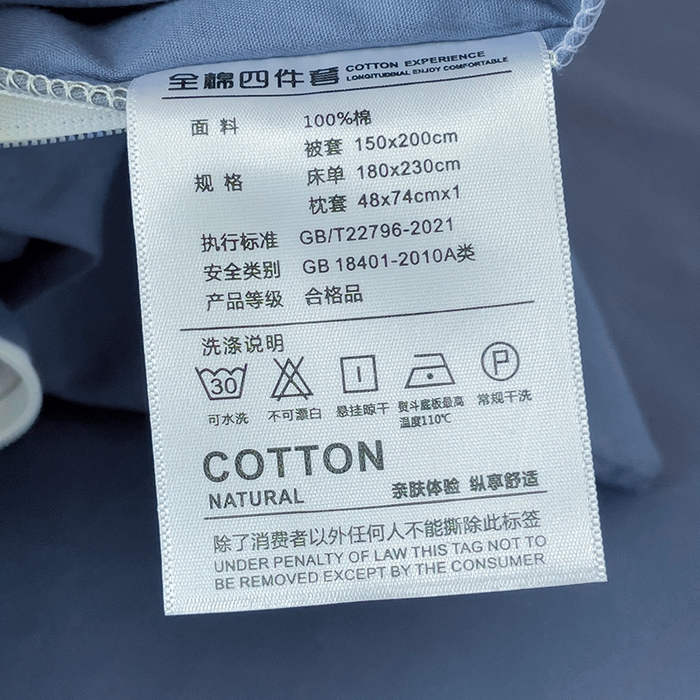 全棉四件套 COTTON EXPERIENCE
LONGITUDINAL ENJOY COMFORTABLE
面料 100%棉
被套 150x200cm
规格 床单 180x230cm
枕套 48x74cmx1
执行标准 GB/T22796-2021
安全类别 GB 18401-2010A类
产品等级 合格品
洗涤说明
30 P
可水洗 不可漂白 悬挂晾干 熨斗底板最高 常规干洗
温度110℃
COTTON
NATURAL 亲肤体验 纵享舒适
除了消费者以外任何人不能撕除此标签
UNDER PENALTY OF LAW THIS TAG NOT TO
BE REMOVED EXCEPT BY THE CONSUMER